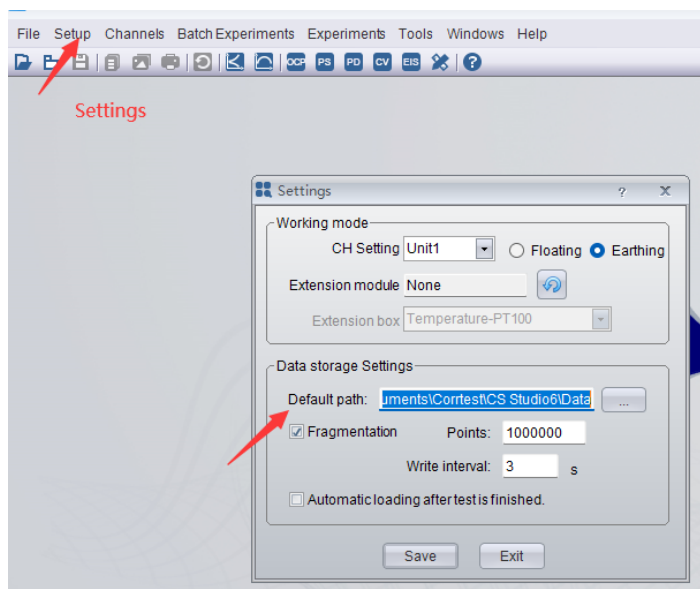 File Setup Channels Batch Experiments Experiments Tools Windows Help
OCP PS PD CV EIS ?
Settings
Settings ? X
Working mode
CH Setting Unit1 Floating Earthing
Extension module None
Extension box Temperature-PT100
Data storage Settings
Default path: uments\Corrtest\CS Studio6\Data ...
Fragmentation Points: 1000000
Write interval: 3 s
Automatic loading after test is finished.
Save Exit